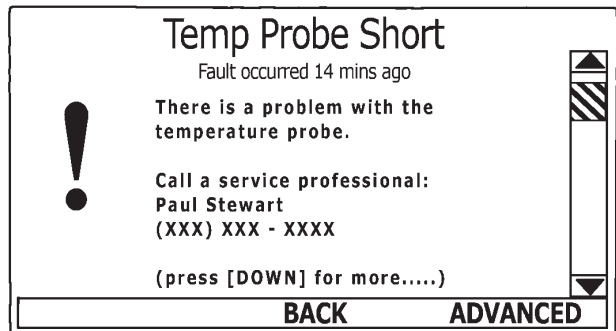 Temp Probe Short
Fault occurred 14 mins ago
!
There is a problem with the
temperature probe.
Call a service professional:
Paul Stewart
(XXX) XXX - XXXX
(press [DOWN] for more.....)
BACK ADVANCED